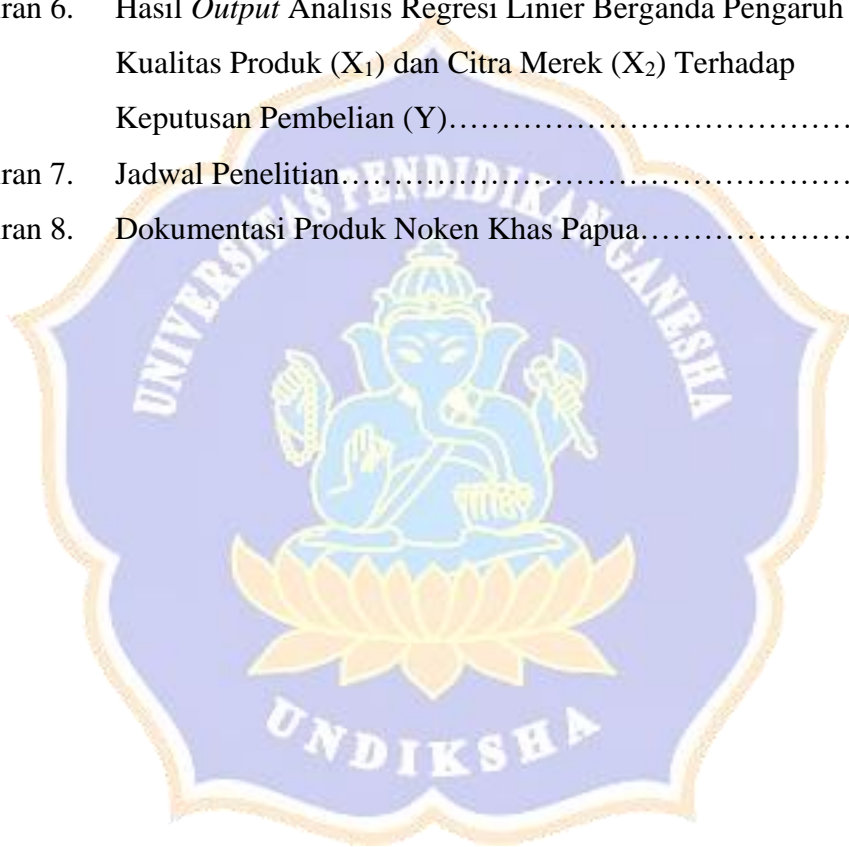 ran 6. Hasil Output Analisis Regresi Linier Berganda Pengaruh
Kualitas Produk (X₁) dan Citra Merek (X₂) Terhadap
Keputusan Pembelian (Y)……………………………….
ran 7. Jadwal Penelitian……………………………………………
ran 8. Dokumentasi Produk Noken Khas Papua…………………
UNIVERSITAS PENDIDIKAN GANESHA
UNDIKSHA